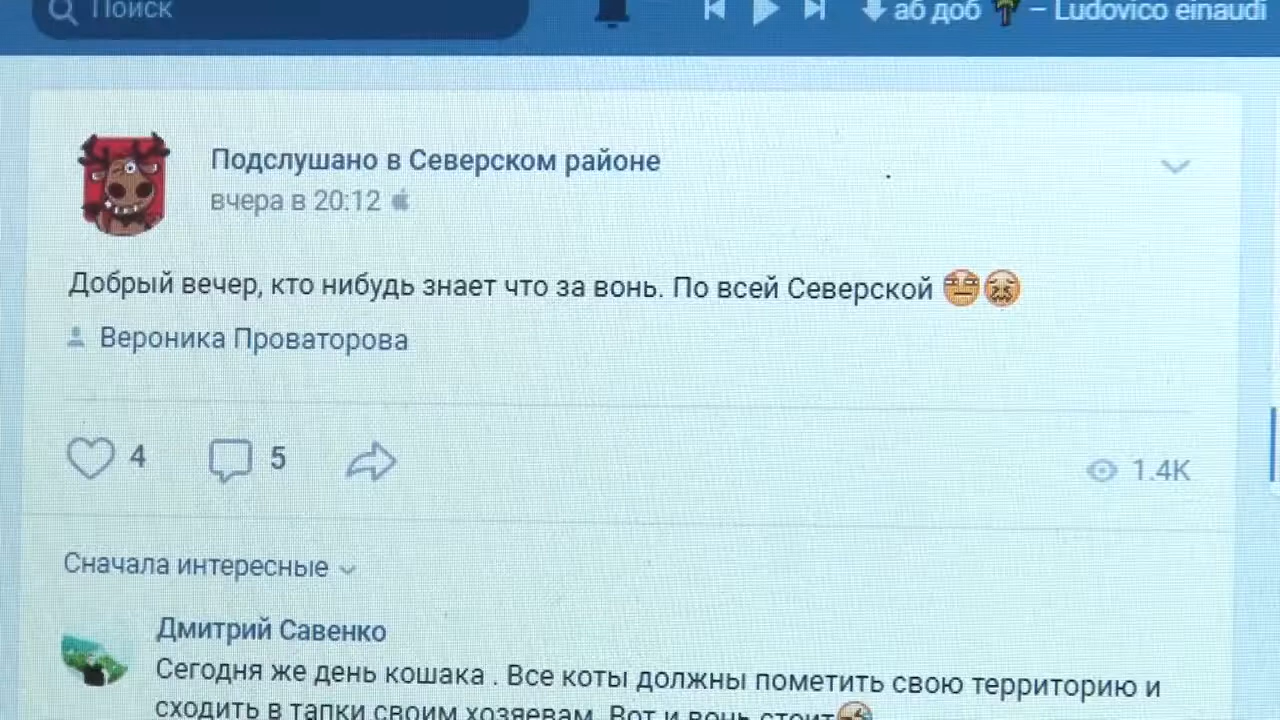 Поиск
аб доб – Ludovico einaudi
Подслушано в Северском районе
вчера в 20:12
Добрый вечер, кто нибудь знает что за вонь. По всей Северской
Вероника Проваторова
4 5
1.4K
Сначала интересные
Дмитрий Савенко
Сегодня же день кошака . Все коты должны пометить свою территорию и
сходить в тапки своим хозяевам. Вот и вонь стоит